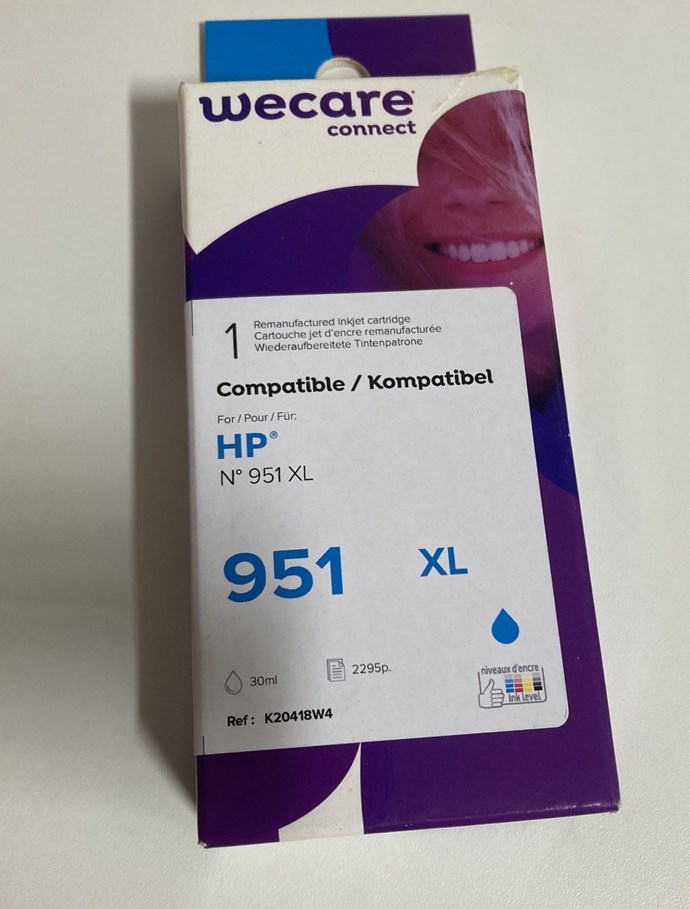 wecare
connect
1
Remanufactured inkjet cartridge
Cartouche jet d'encre remanufacturée
Wiederaufbereitete Tintenpatrone
Compatible / Kompatibel
For / Pour / Für:
HP®
N° 951 XL
951 XL
30ml
2295p.
niveaux d'encre
ink level
Ref : K20418W4